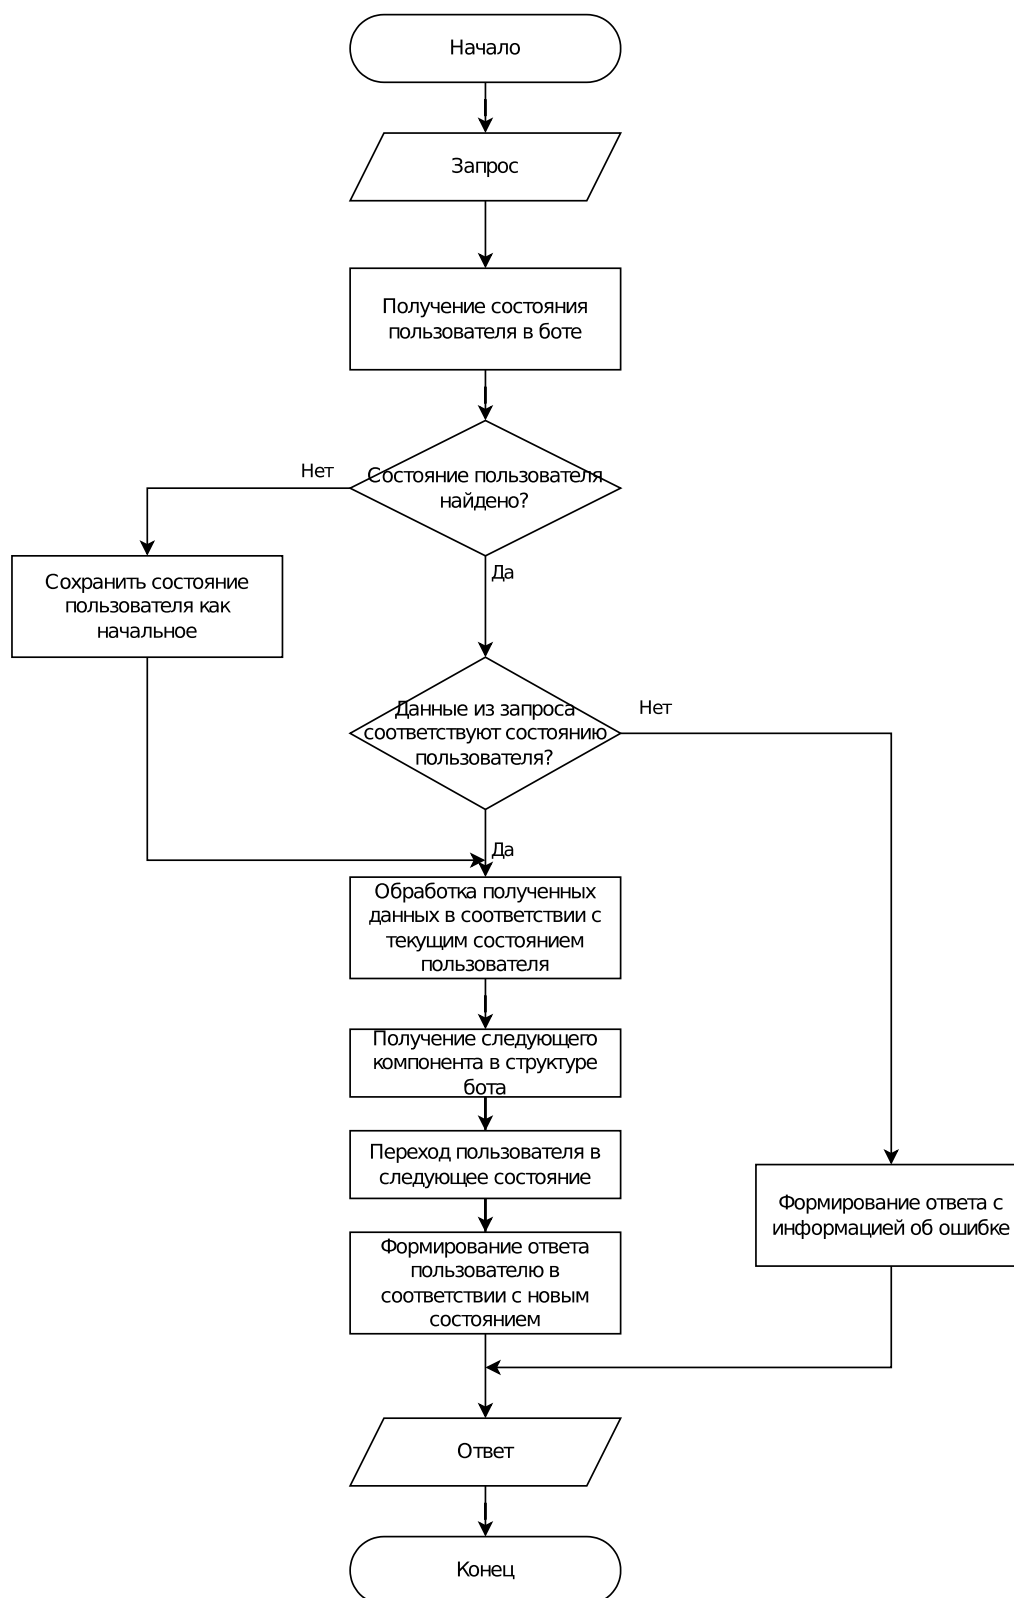 Начало
Запрос
Получение состояния
пользователя в боте
Состояние пользователя
найдено?
Нет
Да
Сохранить состояние
пользователя как
начальное
Данные из запроса
соответствуют состоянию
пользователя?
Нет
Да
Обработка полученных
данных в соответствии с
текущим состоянием
пользователя
Получение следующего
компонента в структуре
бота
Переход пользователя в
следующее состояние
Формирование ответа с
информацией об ошибке
Формирование ответа
пользователю в
соответствии с новым
состоянием
Ответ
Конец